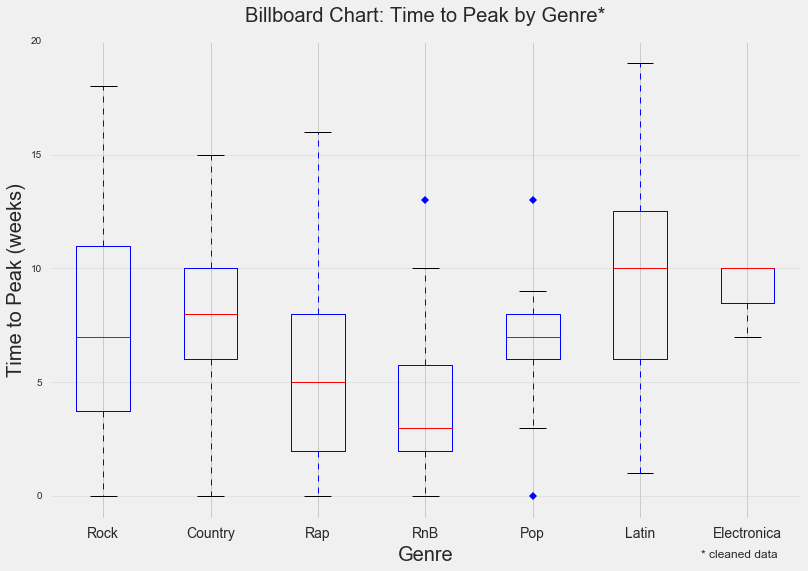 Billboard Chart: Time to Peak by Genre*
Time to Peak (weeks)
20
15
10
5
0
Rock Country Rap RnB Pop Latin Electronica
Genre
* cleaned data